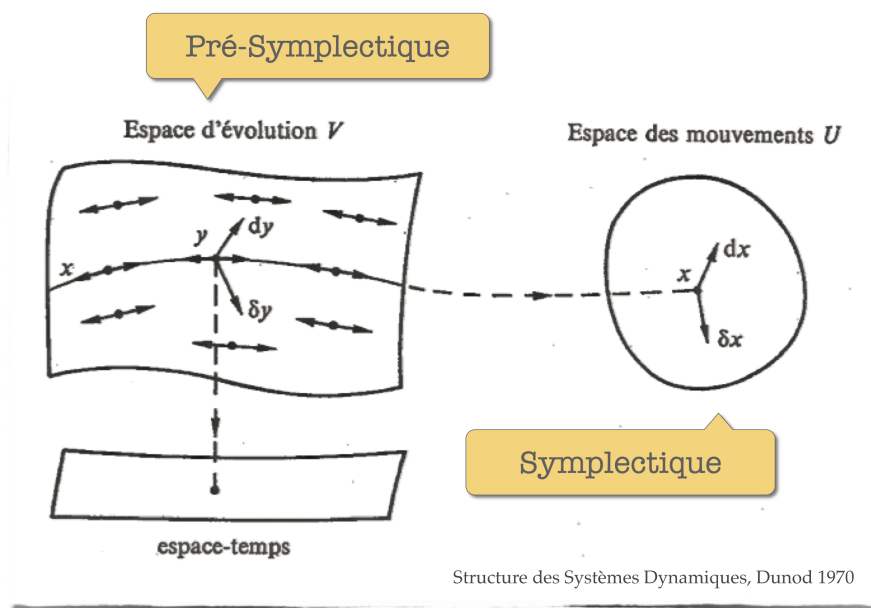 Pré-Symplectique
Espace d'évolution V
Espace des mouvements U
dy
y
x
δy
dx
x
δx
Symplectique
espace-temps
Structure des Systèmes Dynamiques, Dunod 1970